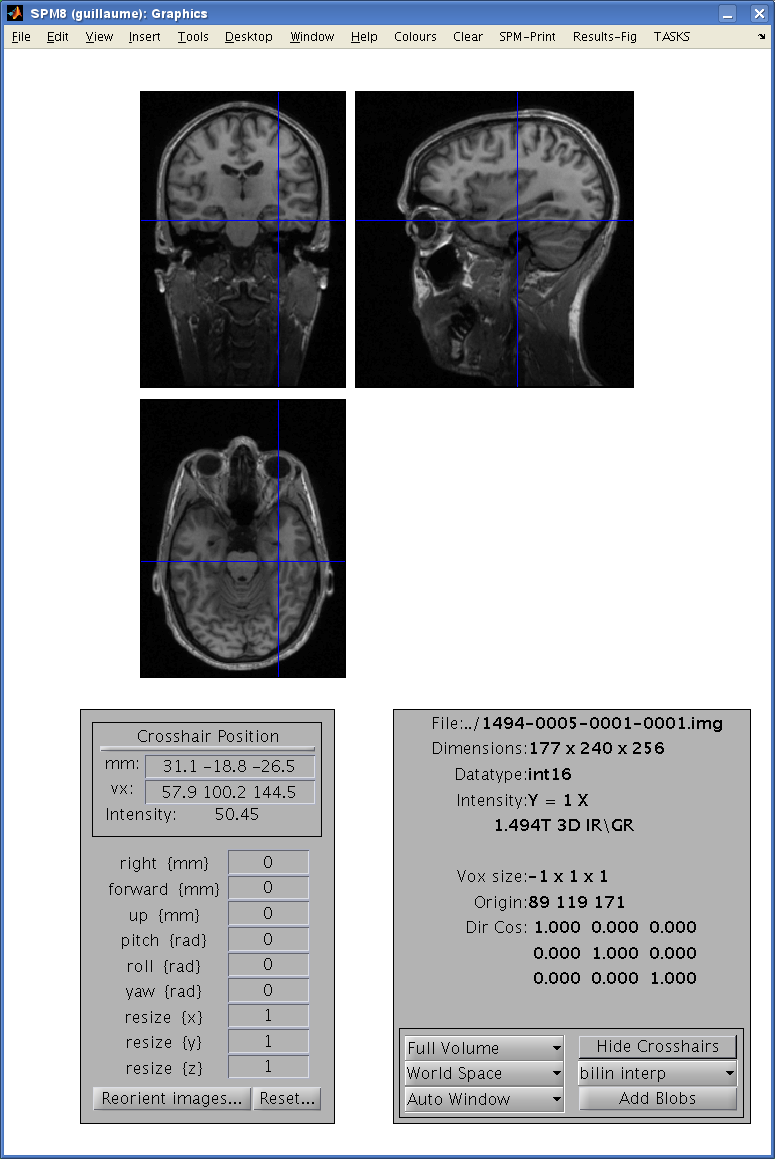 SPM8 (guillaume): Graphics
File Edit View Insert Tools Desktop Window Help Colours Clear SPM-Print Results-Fig TASKS
Crosshair Position
mm: 31.1 -18.8 -26.5
vx: 57.9 100.2 144.5
Intensity: 50.45
right {mm} 0
forward {mm} 0
up {mm} 0
pitch {rad} 0
roll {rad} 0
yaw {rad} 0
resize {x} 1
resize {y} 1
resize {z} 1
Reorient images... Reset...
File:../1494-0005-0001-0001.img
Dimensions:177 x 240 x 256
Datatype:int16
Intensity:Y = 1 X
1.494T 3D IR\GR
Vox size:-1 x 1 x 1
Origin:89 119 171
Dir Cos: 1.000 0.000 0.000
0.000 1.000 0.000
0.000 0.000 1.000
Full Volume Hide Crosshairs
World Space bilin interp
Auto Window Add Blobs